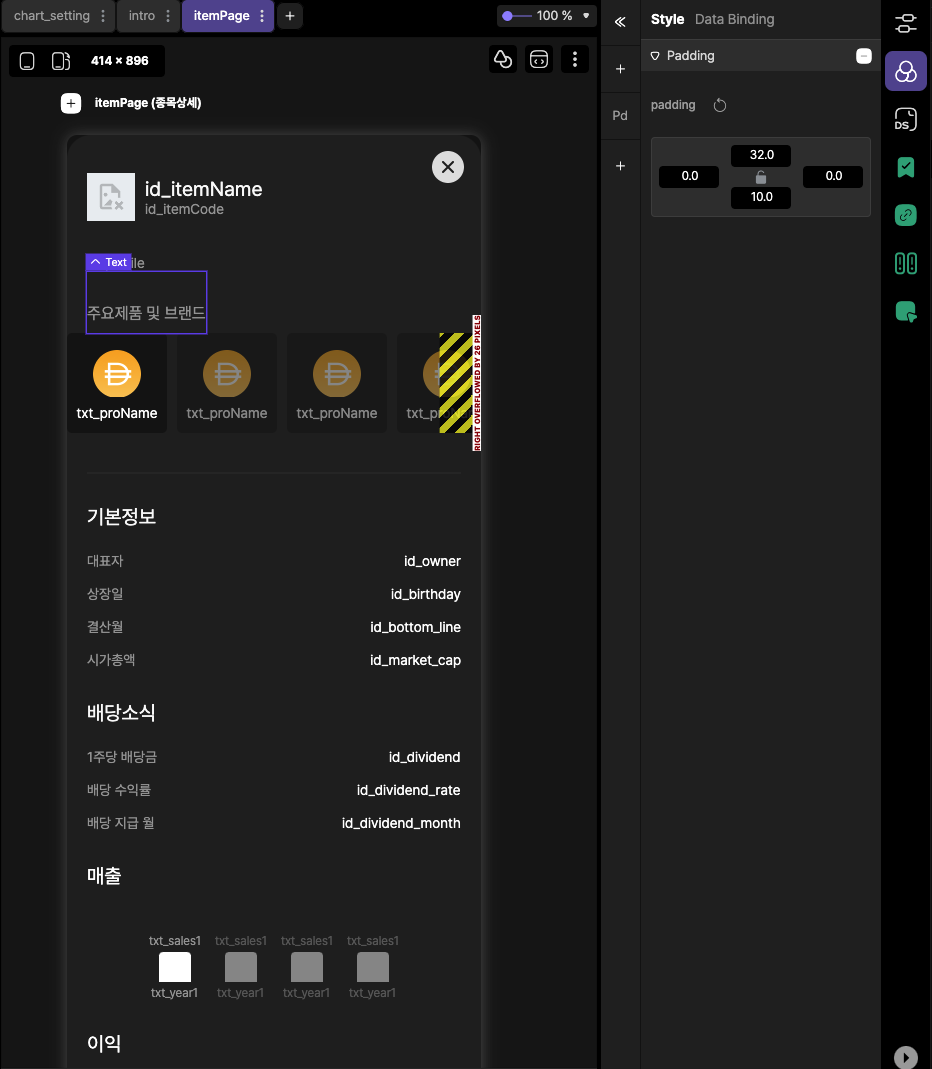 chart_setting
intro
itemPage
100 %
Style
Data Binding
Padding
Pd
padding
32.0
0.0
0.0
10.0
DS
414 × 896
itemPage (종목상세)
id_itemName
id_itemCode
Text
주요제품 및 브랜드
txt_proName
txt_proName
txt_proName
RIGHT OVERFLOWED BY 26 PIXELS
기본정보
대표자 id_owner
상장일 id_birthday
결산월 id_bottom_line
시가총액 id_market_cap
배당소식
1주당 배당금 id_dividend
배당 수익률 id_dividend_rate
배당 지급 월 id_dividend_month
매출
txt_sales1 txt_sales1 txt_sales1 txt_sales1
txt_year1 txt_year1 txt_year1 txt_year1
이익